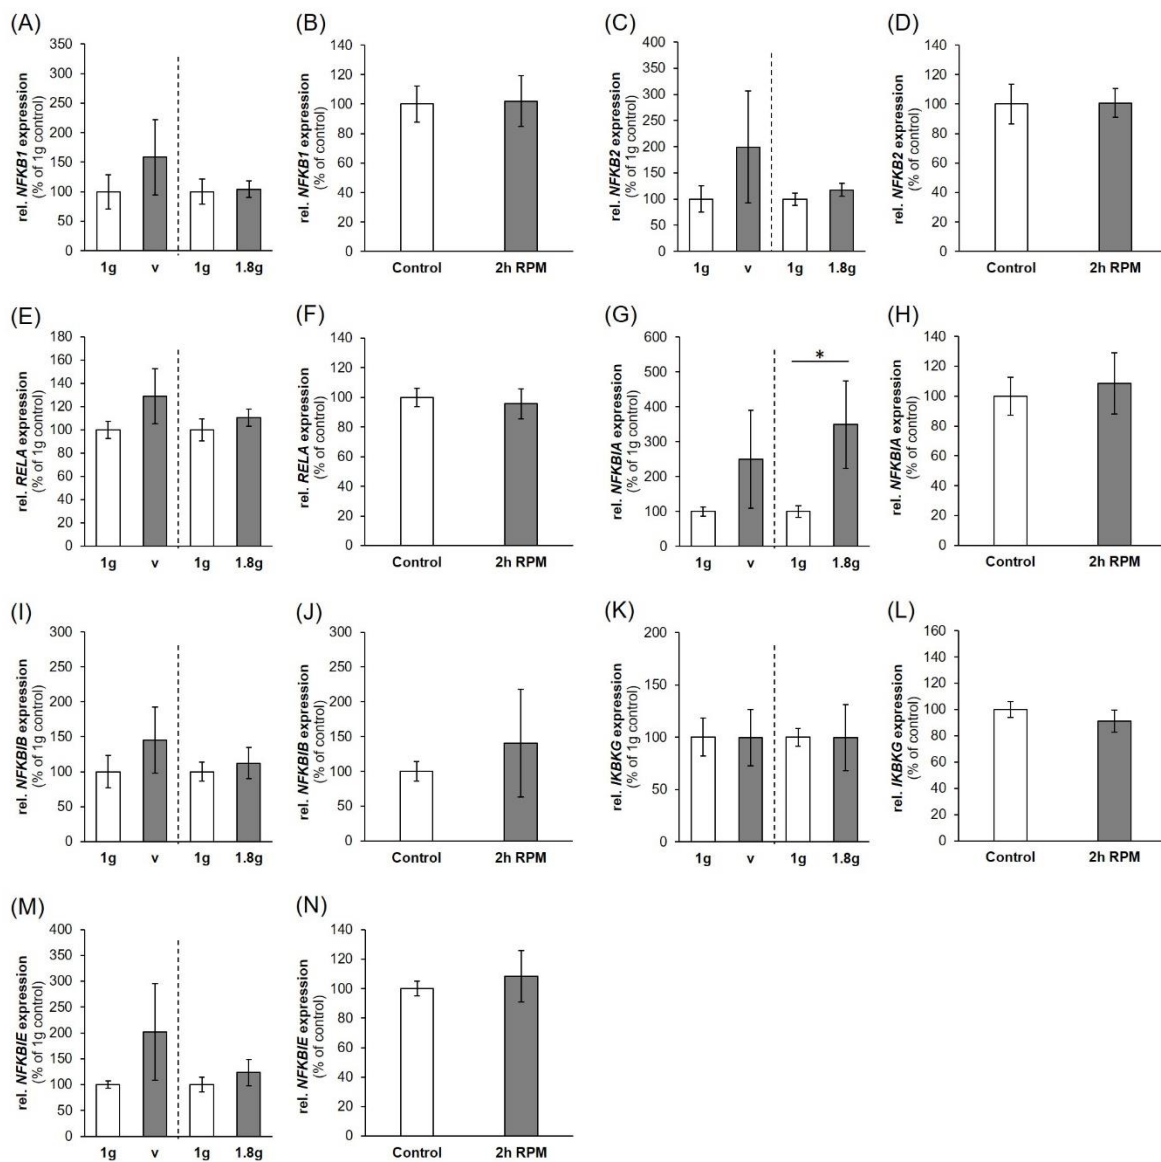 (A)
rel. NFKB1 expression
(% of 1g control)
350
300
250
200
150
100
50
0
1g v 1g 1.8g
(B)
rel. NFKB1 expression
(% of control)
140
120
100
80
60
40
20
0
Control 2h RPM
(C)
rel. NFKB2 expression
(% of 1g control)
400
350
300
250
200
150
100
50
0
1g v 1g 1.8g
(D)
rel. NFKB2 expression
(% of control)
140
120
100
80
60
40
20
0
Control 2h RPM
(E)
rel. RELA expression
(% of 1g control)
180
160
140
120
100
80
60
40
20
0
1g v 1g 1.8g
(F)
rel. RELA expression
(% of control)
140
120
100
80
60
40
20
0
Control 2h RPM
(G)
rel. NFKBIA expression
(% of 1g control)
600
500
400
300
200
100
0
*
1g v 1g 1.8g
(H)
rel. NFKBIA expression
(% of control)
140
120
100
80
60
40
20
0
Control 2h RPM
(I)
rel. NFKBIB expression
(% of 1g control)
300
250
200
150
100
50
0
1g v 1g 1.8g
(J)
rel. NFKBIB expression
(% of control)
300
250
200
150
100
50
0
Control 2h RPM
(K)
rel. IKBKG expression
(% of 1g control)
200
150
100
50
0
1g v 1g 1.8g
(L)
rel. IKBKG expression
(% of control)
160
140
120
100
80
60
40
20
0
Control 2h RPM
(M)
rel. NFKBIE expression
(% of 1g control)
400
350
300
250
200
150
100
50
0
1g v 1g 1.8g
(N)
rel. NFKBIE expression
(% of control)
140
120
100
80
60
40
20
0
Control 2h RPM